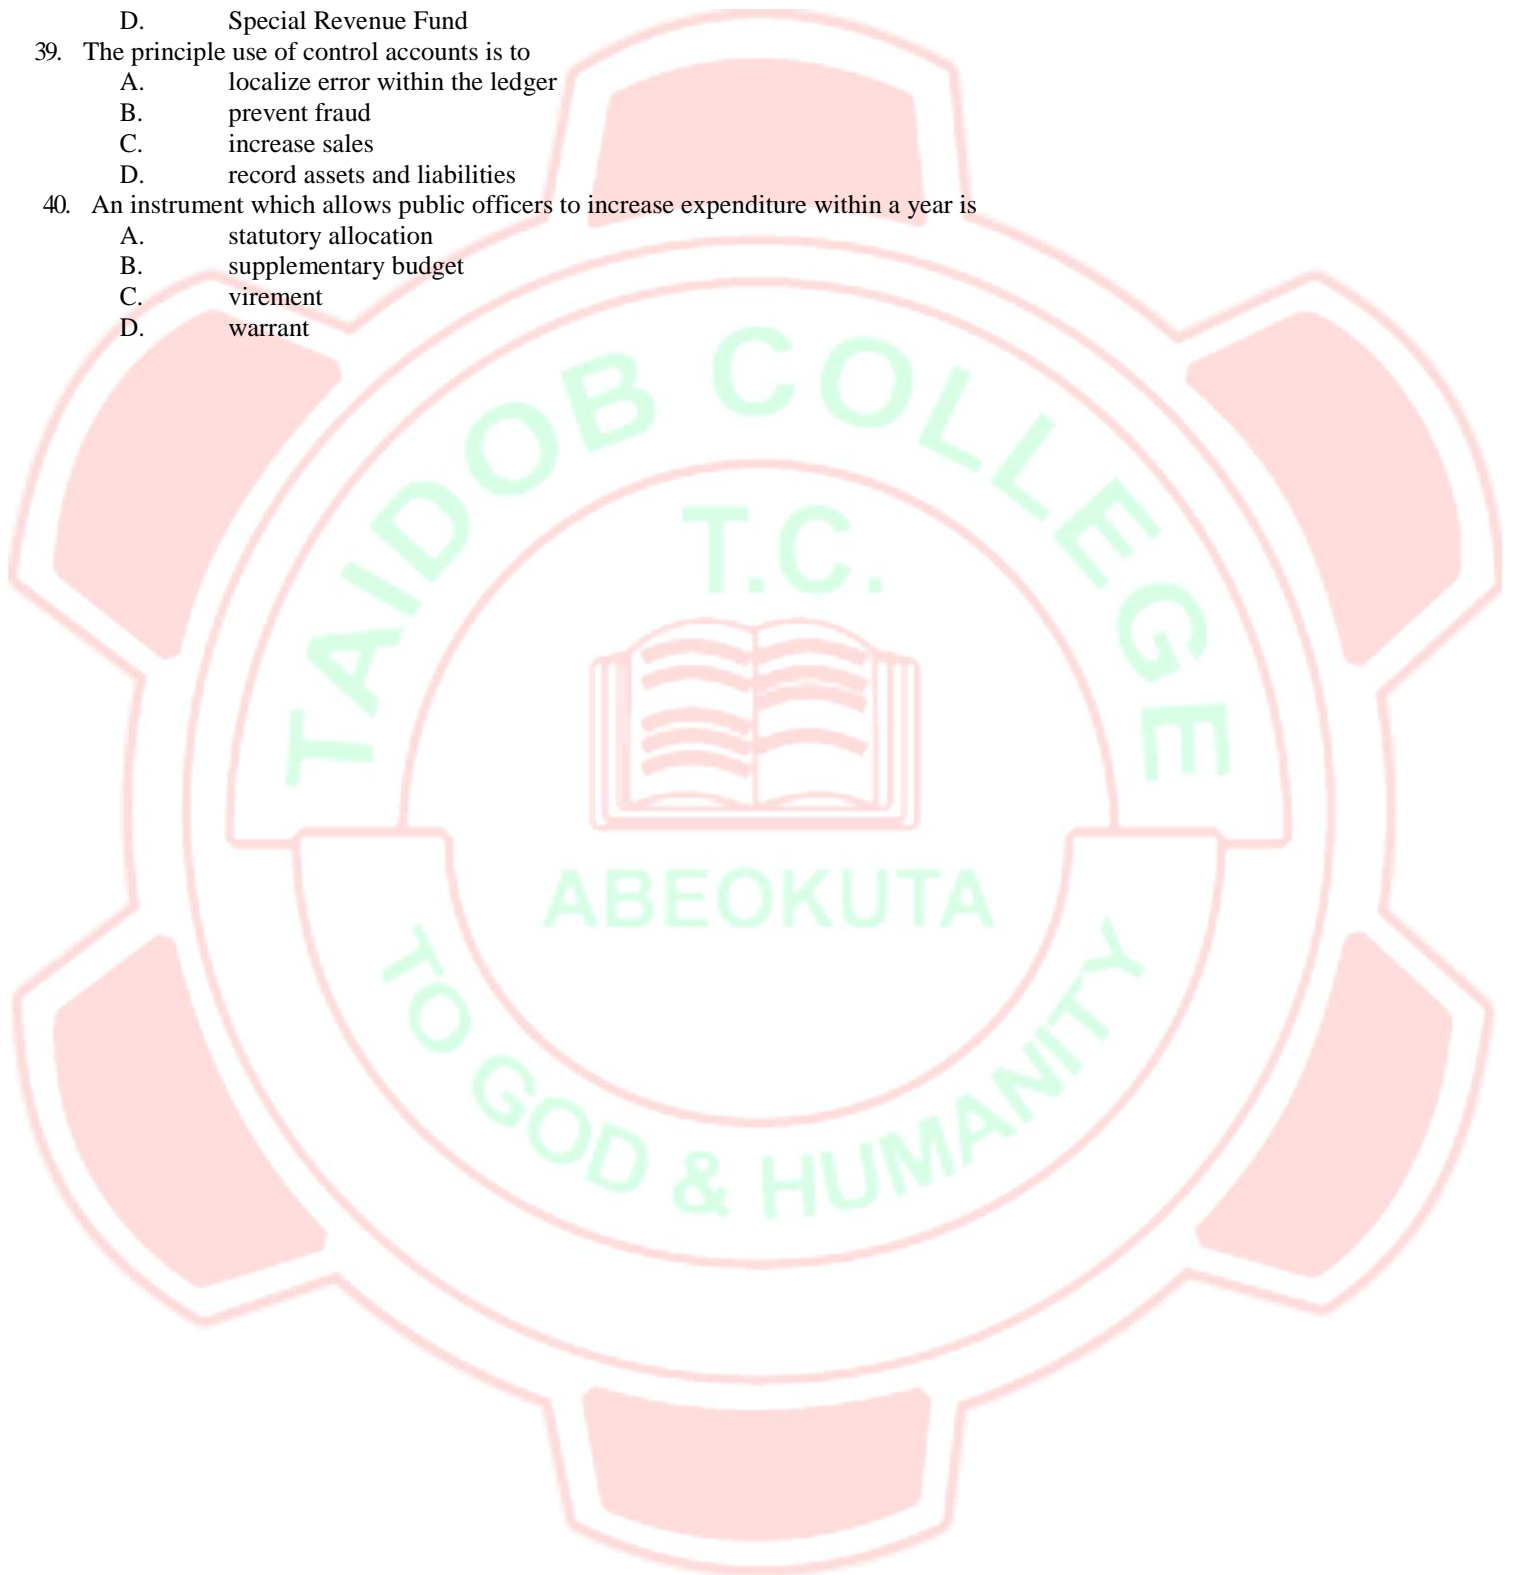 D. Special Revenue Fund
39. The principle use of control accounts is to
A. localize error within the ledger
B. prevent fraud
C. increase sales
D. record assets and liabilities
40. An instrument which allows public officers to increase expenditure within a year is
A. statutory allocation
B. supplementary budget
C. virement
D. warrant
TAIDOB COLLEGE
T.C.
ABEOKUTA
TO GOD & HUMANITY